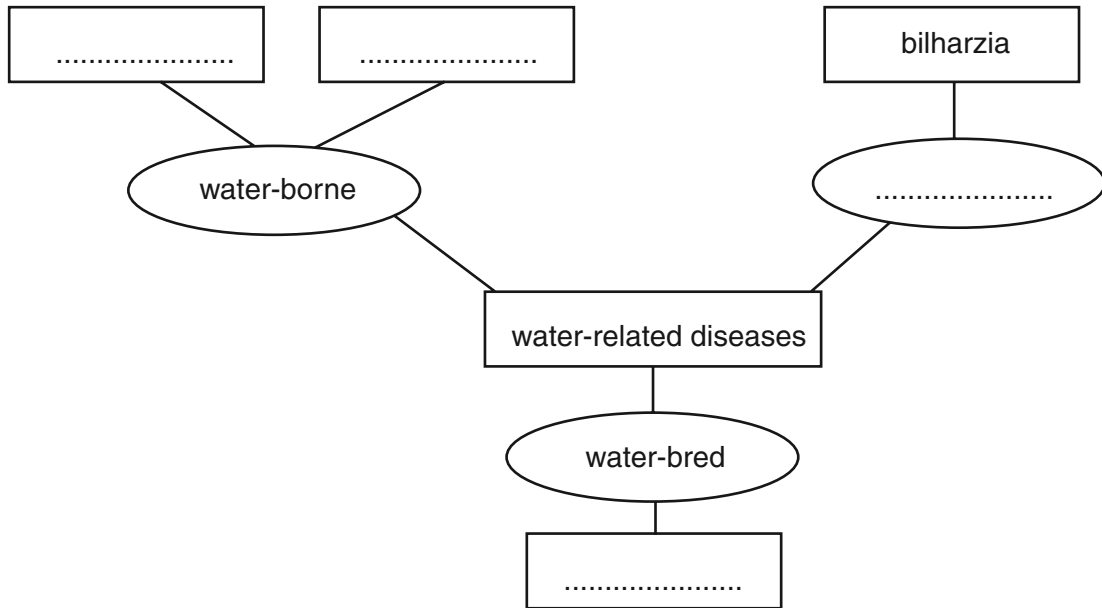 .......................
.......................
bilharzia
water-borne
.......................
water-related diseases
water-bred
.......................